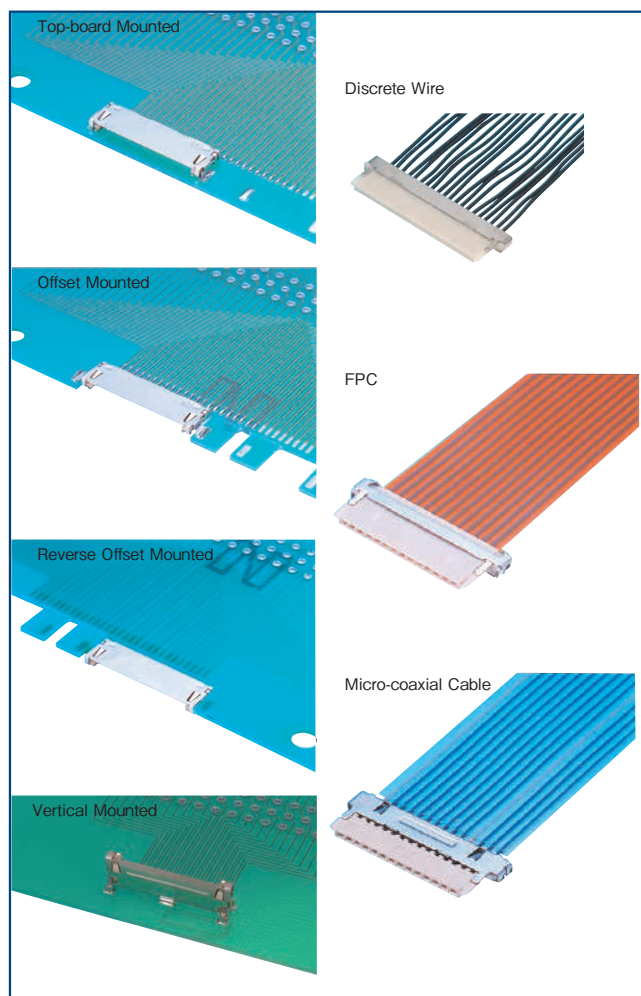 Top-board Mounted
Discrete Wire
Offset Mounted
FPC
Reverse Offset Mounted
Micro-coaxial Cable
Vertical Mounted